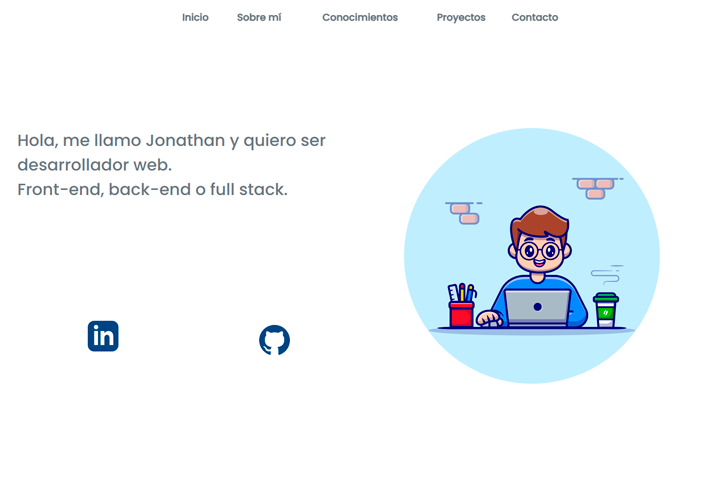 Inicio Sobre mí Conocimientos Proyectos Contacto
Hola, me llamo Jonathan y quiero ser
desarrollador web.
Front-end, back-end o full stack.
in